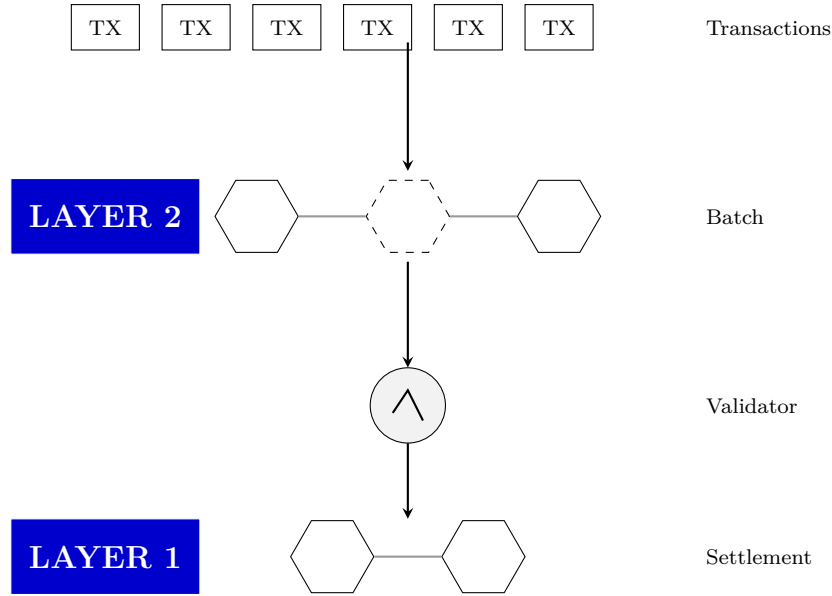 TX TX TX TX TX TX Transactions
LAYER 2 Batch
Validator
LAYER 1 Settlement